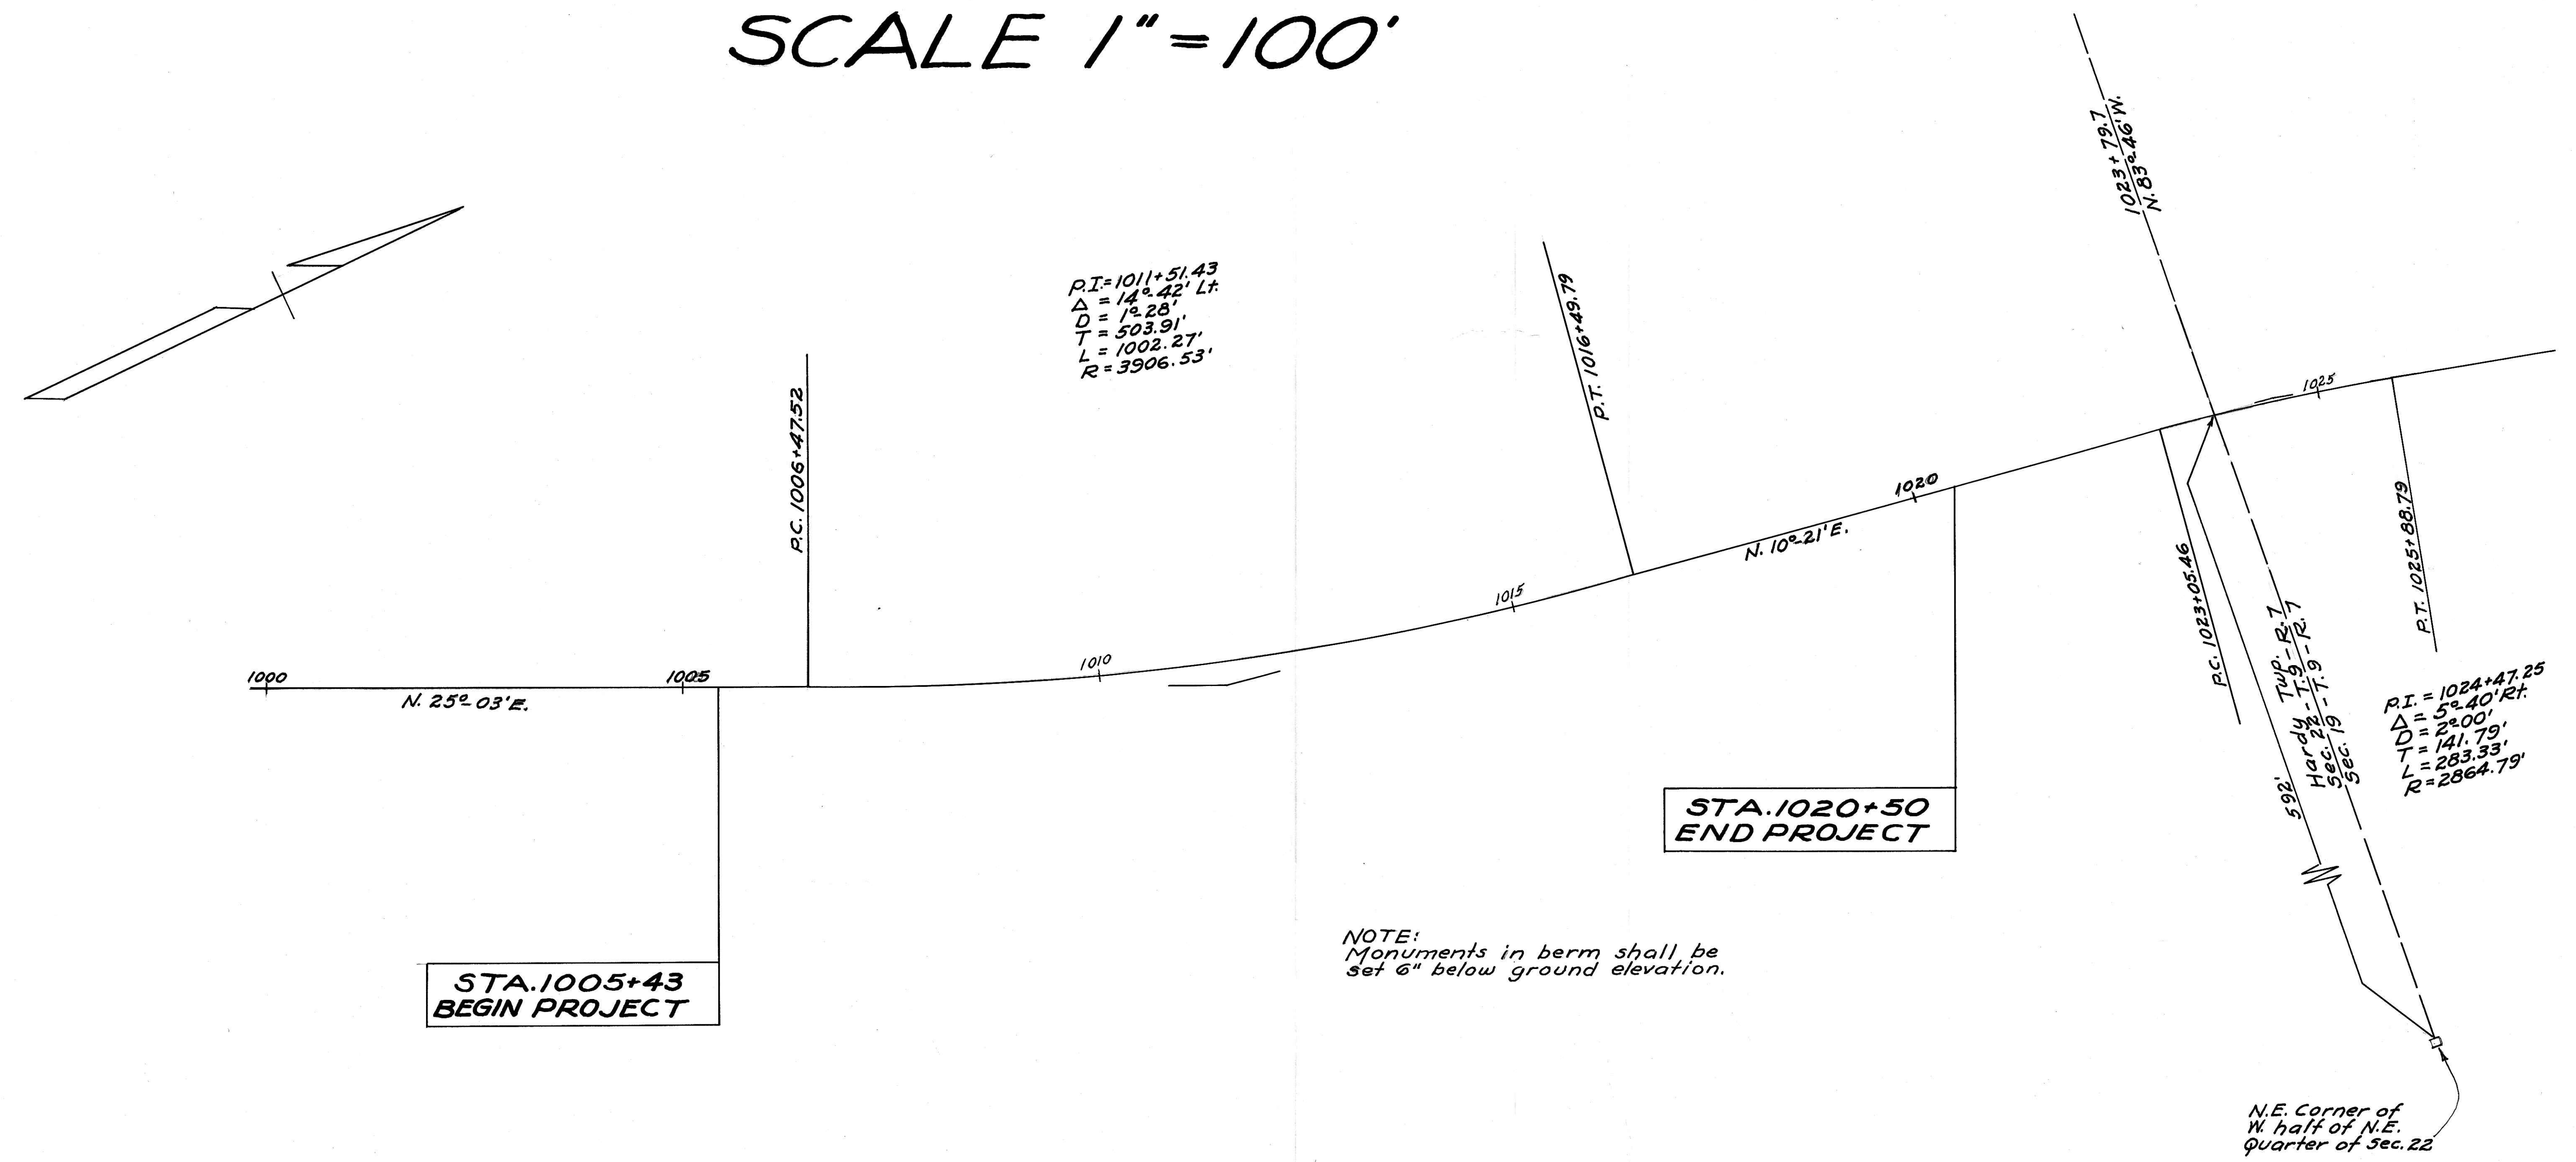 SCALE 1"=100'
1023+79.7
N.83°-46'W.
P.I.=1011+51.43
Δ = 14°-42' Lt.
D = 1°-28'
T = 503.91'
L = 1002.27'
R = 3906.53'
P.C. 1006+47.52
P.T. 1016+49.79
1000
1005
1010
1015
1020
1025
N. 25°-03'E.
N. 10°-21'E.
P.C. 1023+05.46
P.T. 1025+88.79
592'
Hardy Twp. R-7
Sec. 22 - T.9 - R.7
Sec. 19 - T.9 - R.7
P.I. = 1024+47.25
Δ = 5°-40' Rt.
D = 2°-00'
T = 141.79'
L = 283.33'
R = 2864.79'
STA.1020+50
END PROJECT
STA.1005+43
BEGIN PROJECT
NOTE:
Monuments in berm shall be
set 6" below ground elevation.
N.E. Corner of
W. half of N.E.
Quarter of Sec.22